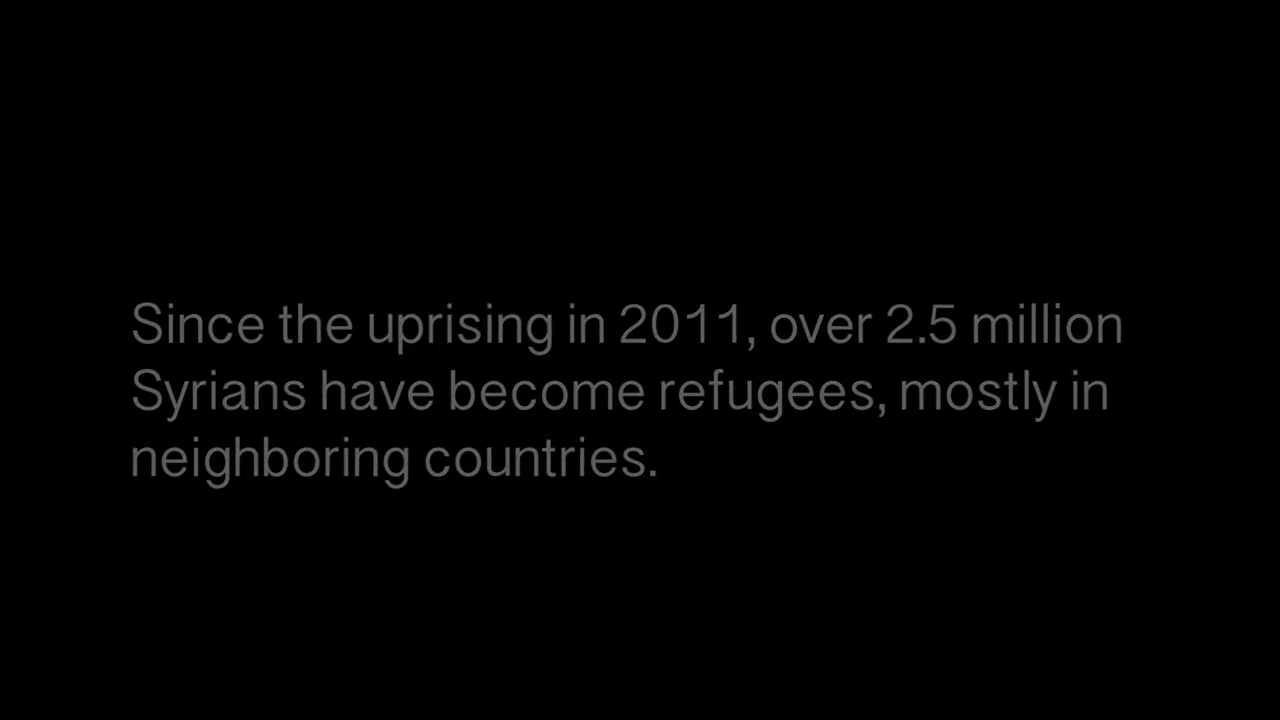 Since the uprising in 2011, over 2.5 million
Syrians have become refugees, mostly in
neighboring countries.